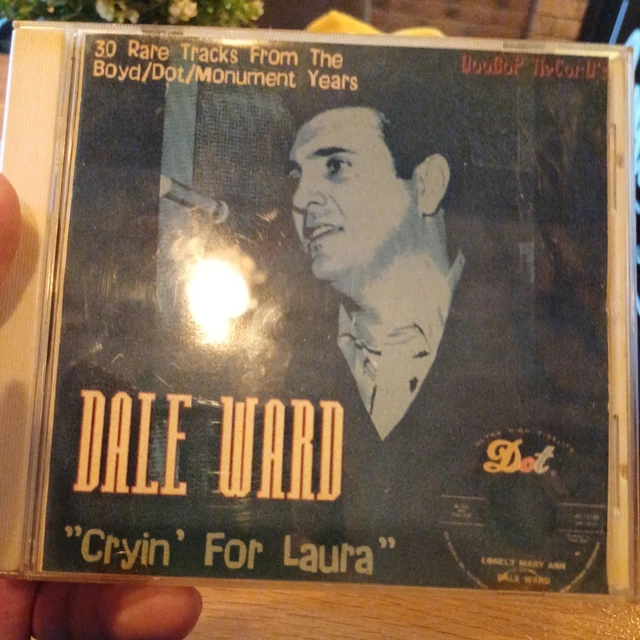 30 Rare Tracks From The
Boyd/Dot/Monument Years
DooDoP ReCorDs
DALE WARD
"Cryin' For Laura"
Dot
LONELY MARY ANN
DALE WARD